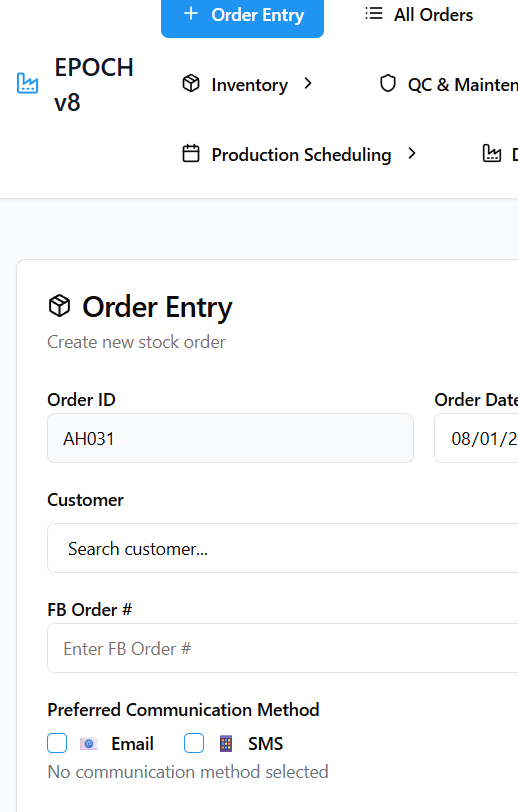 Order Entry
All Orders
EPOCH
v8
Inventory
QC & Mainten
Production Scheduling
Order Entry
Create new stock order
Order ID
Order Date
AH031
08/01/2
Customer
Search customer...
FB Order #
Enter FB Order #
Preferred Communication Method
Email
SMS
No communication method selected